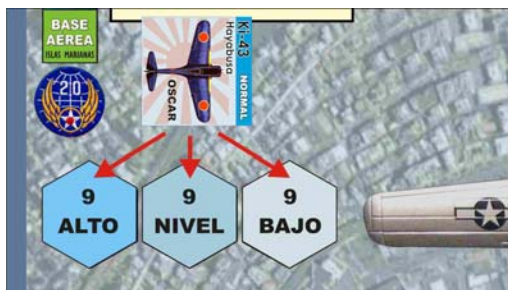 BASE
AEREA
ISLAS MARIANAS
20
Ki-43
Hayabusa
NORMAL
OSCAR
9
ALTO
9
NIVEL
9
BAJO